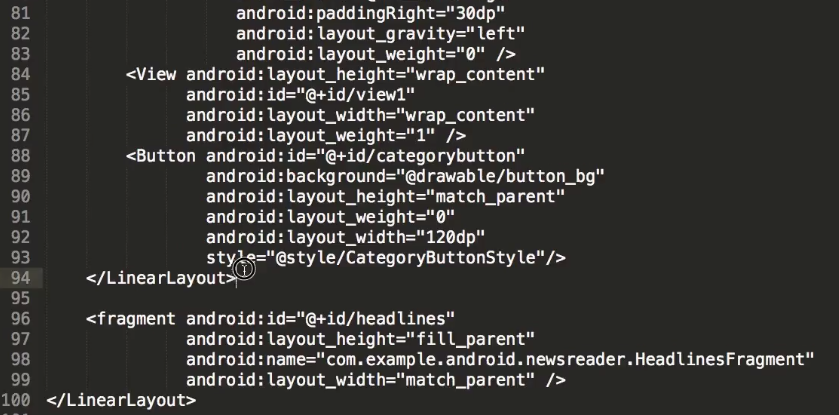 81 android:paddingRight="30dp"
82 android:layout_gravity="left"
83 android:layout_weight="0" />
84 <View android:layout_height="wrap_content"
85 android:id="@+id/view1"
86 android:layout_width="wrap_content"
87 android:layout_weight="1" />
88 <Button android:id="@+id/categorybutton"
89 android:background="@drawable/button_bg"
90 android:layout_height="match_parent"
91 android:layout_weight="0"
92 android:layout_width="120dp"
93 style="@style/CategoryButtonStyle"/>
94 </LinearLayout>
95
96 <fragment android:id="@+id/headlines"
97 android:layout_height="fill_parent"
98 android:name="com.example.android.newsreader.HeadlinesFragment"
99 android:layout_width="match_parent" />
100 </LinearLayout>